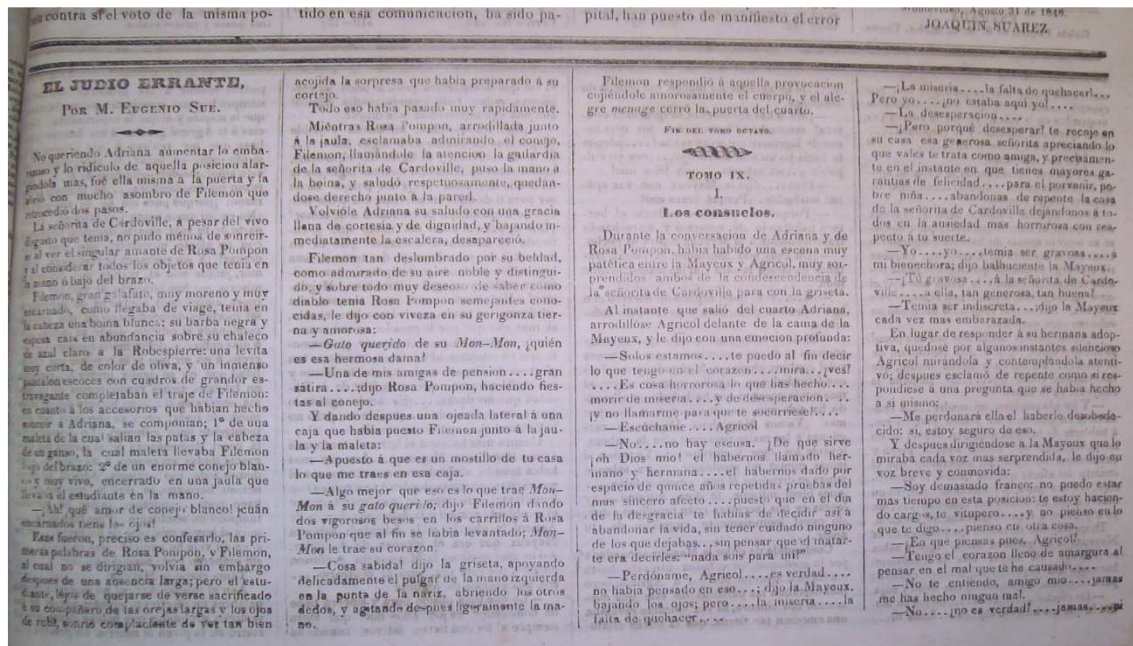 contra si el voto de la misma po-
tido en esa comunicacion, ha sido pa-
pital, han puesto de manifiesto el error
Agosto 31 de 1846.
JOAQUIN SUAREZ
EL JUDIO ERRANTE,
POR M. EUGENIO SUE.
No queriendo Adriana aumentar lo emba-
y lo ridículo de aquella posicion alar-
mas, fué ella misma á la puerta y la
abrió con mucho asombro de Filemon que
retrocedió dos pasos.
La señorita de Cardoville, a pesar del vivo
disgusto que tenia, no pudo ménos de sonreir-
se al ver el singular amante de Rosa Pompon
y al considerar todos los objetos que tenia en
la mano ó bajo del brazo.
Filemon, gran galafate, muy moreno y muy
encarnado, como llegaba de viage, tenia en
la cabeza una boina blanca: su barba negra y
espesa caia en abundancia sobre su chaleco
de azul claro a la Robespierre: una levita
muy corta, de color de oliva, y un inmenso
pantalon escoces con cuadros de grandor es-
travagante completaban el traje de Filemon:
en cuanto á los accesorios que habian hecho
sonreir a Adriana, se componian; 1° de una
maleta de la cual salian las patas y la cabeza
de un ganso, la cual maleta llevaba Filemon
bajo del brazo: 2° de un enorme conejo blan-
co y muy vivo, encerrado en una jaula que
llevaba el estudiante en la mano.
—¡Ah! ¡qué amor de conejo blanco! ¡cuán
encarnados tiene los ojos!
Esas fueron, preciso es confesarlo, las pri-
meras palabras de Rosa Pompon, y Filemon,
al cual no se dirigian, volvia sin embargo
despues de una ausencia larga; pero el estu-
diante, léjos de quejarse de verse sacrificado
á su compañero de las orejas largas y los ojos
de rubí, sonrió complaciente de ver tan bien
acojida la sorpresa que habia preparado á su
cortejo.
Todo eso habia pasado muy rapidamente.
Miéntras Rosa Pompon, arrodillada junto
á la jaula, esclamaba admirando el conejo,
Filemon, llamándole la atencion la gallardia
de la señorita de Cardoville, puso la mano á
la boina, y saludó respetuosamente, quedán-
dose derecho junto á la pared.
Volvióle Adriana su saludo con una gracia
llena de cortesia y de dignidad, y bajando in-
mediatamente la escalera, desapareció.
Filemon tan deslumbrado por su beldad,
como admirado de su aire noble y distingui-
do, y sobre todo muy deseoso de saber como
diablo tenia Rosa Pompon semejantes cono-
cidas, le dijo con viveza en su gerigonza tier-
na y amorosa:
—Gato querido de su Mon-Mon, ¿quién
es esa hermosa dama?
—Una de mis amigas de pension....gran
sátira....;dijo Rosa Pompon, haciendo fies-
tas al conejo.
Y dando despues una ojeada lateral á una
caja que habia puesto Filemon junto á la jau-
la y la maleta:
—Apuesto á que es un mostillo de tu casa
lo que me traes en esa caja.
—Algo mejor que eso es lo que trae Mon-
Mon á su gato querido; dijo Filemon dando
dos vigorosos besos en los carrillos á Rosa
Pompon que al fin se habia levantado; Mon-
Mon le trae su corazon.
—Cosa sabida! dijo la griseta, apoyando
delicadamente el pulgar de la mano izquierda
en la punta de la nariz, abriendo los otros
dedos, y agitando despues ligeramente la ma-
no.
Filemon respondió á aquella provocacion
cojiéndole amorosamente el cuerpo, y el ale-
gre menage cerró la puerta del cuarto.
FIN DEL TOMO OCTAVO.
TOMO IX.
I.
Los consuelos.
Durante la conversacion de Adriana y de
Rosa Pompon, habia habido una escena muy
patética entre la Mayeux y Agricol, muy sor-
prendidos ambos de la condescendencia de
la señorita de Cardoville para con la griseta.
Al instante que salió del cuarto Adriana,
arrodillóse Agricol delante de la cama de la
Mayeux, y le dijo con una emocion profunda:
—Solos estamos....te puedo al fin decir
lo que tengo en el corazon....mira....¿ves?
....Es cosa horrorosa lo que has hecho....
morir de miseria....y de desesperacion....
¡y no llamarme para que te socorriese!....
—Escúchame....Agricol
—No....no hay escusa. ¿De qué sirve
¡oh Dios mio! el habernos llamado her-
mano y hermana....el habernos dado por
espacio de quince años repetidas pruebas del
mas sincero afecto....puesto que en el dia
de la desgracia te habias de decidir asi á
abandonar la vida, sin tener cuidado ninguno
de los que dejabas...sin pensar que el matar-
te era decirles: "nada sois para mi!"
—Perdóname, Agricol....es verdad....
no habia pensado en eso...; dijo la Mayeux,
bajando los ojos; pero....la miseria....la
falta de quehacer....
—¡La miseria....la falta de quehacer!...
Pero yo....¡no estaba aquí yo!....
—La desesperacion....
—¡Pero porqué desesperar! te recoje en
su casa esa generosa señorita apreciando lo
que vales te trata como amiga, y precisamen-
te en el instante en que tienes mayores ga-
rantias de felicidad....para el porvenir, po-
bre niña....abandonas de repente la casa
de la señorita de Cardoville dejandonos á to-
dos en la ansiedad mas horrorosa con res-
pecto á tu suerte.
—Yo....yo....temia ser gravosa....á
mi bienechora; dijo balbuciente la Mayeux.
—¡Tú gravosa....á la señorita de Cardo-
ville....á ella, tan generosa, tan buena!
—Temia ser indiscreta....;dijo la Mayeux
cada vez mas embarazada.
En lugar de responder á su hermana adop-
tiva, quedóse por algunos instantes silencioso
Agricol mirandola y contemplandola atenti-
vo; despues esclamó de repente como si res-
pondiese á una pregunta que se habia hecho
a si mismo:
—Me perdonará ella el haberlo desobede-
cido: si, estoy seguro de eso.
Y despues dirigiéndose á la Mayeux que lo
miraba cada vez mas serprendida, le dijo en
voz breve y conmovida:
—Soy demasiado franco: no puedo estar
mas tiempo en esta posicion: te estoy hacien-
do cargos, te vitupero....y no pienso en lo
que te digo....pienso en otra cosa.
—¿En qué piensas pues, Agricol?
—Tengo el corazon lleno de amargura al
pensar en el mal que te he causado....
—No te entiendo, amigo mio....jamas
me has hecho ningun mal.
—No....¿no es verdad?....jamas....ni